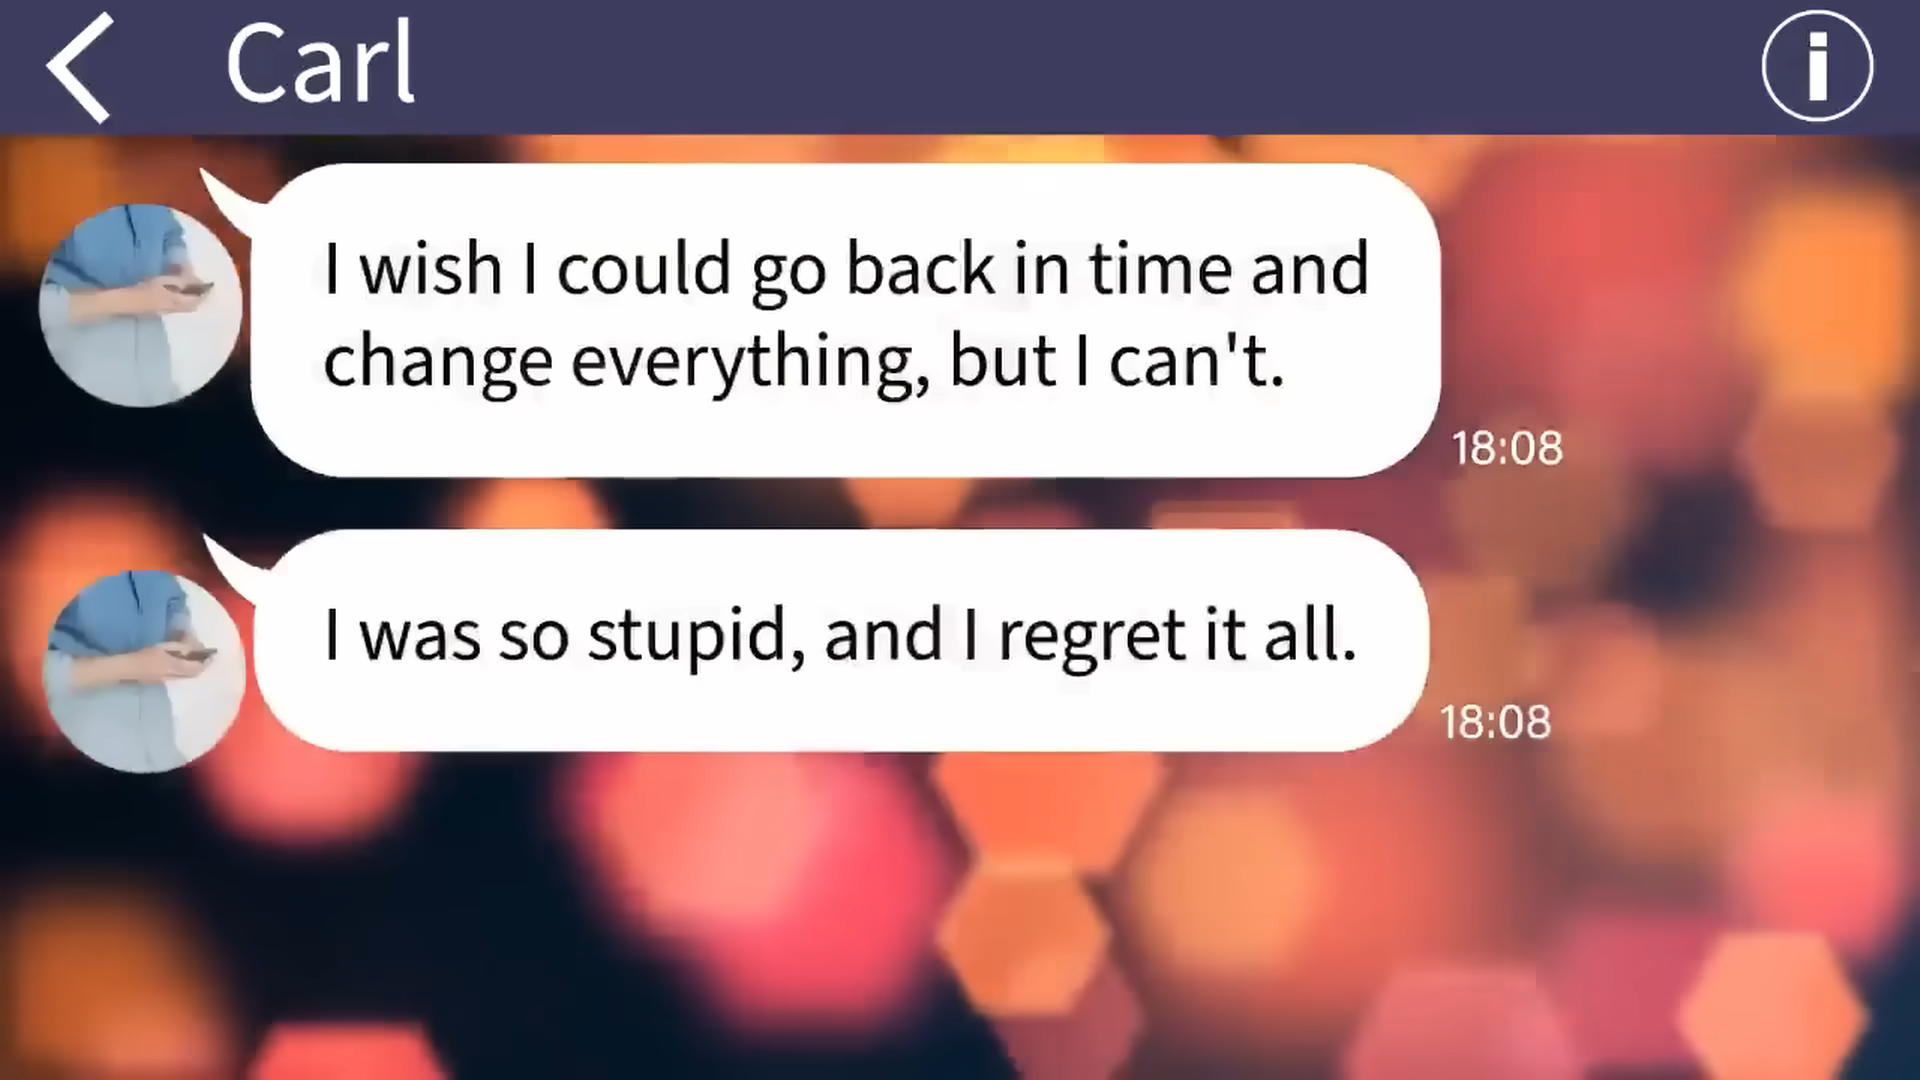 Carl
I wish I could go back in time and
change everything, but I can't.
18:08
I was so stupid, and I regret it all.
18:08